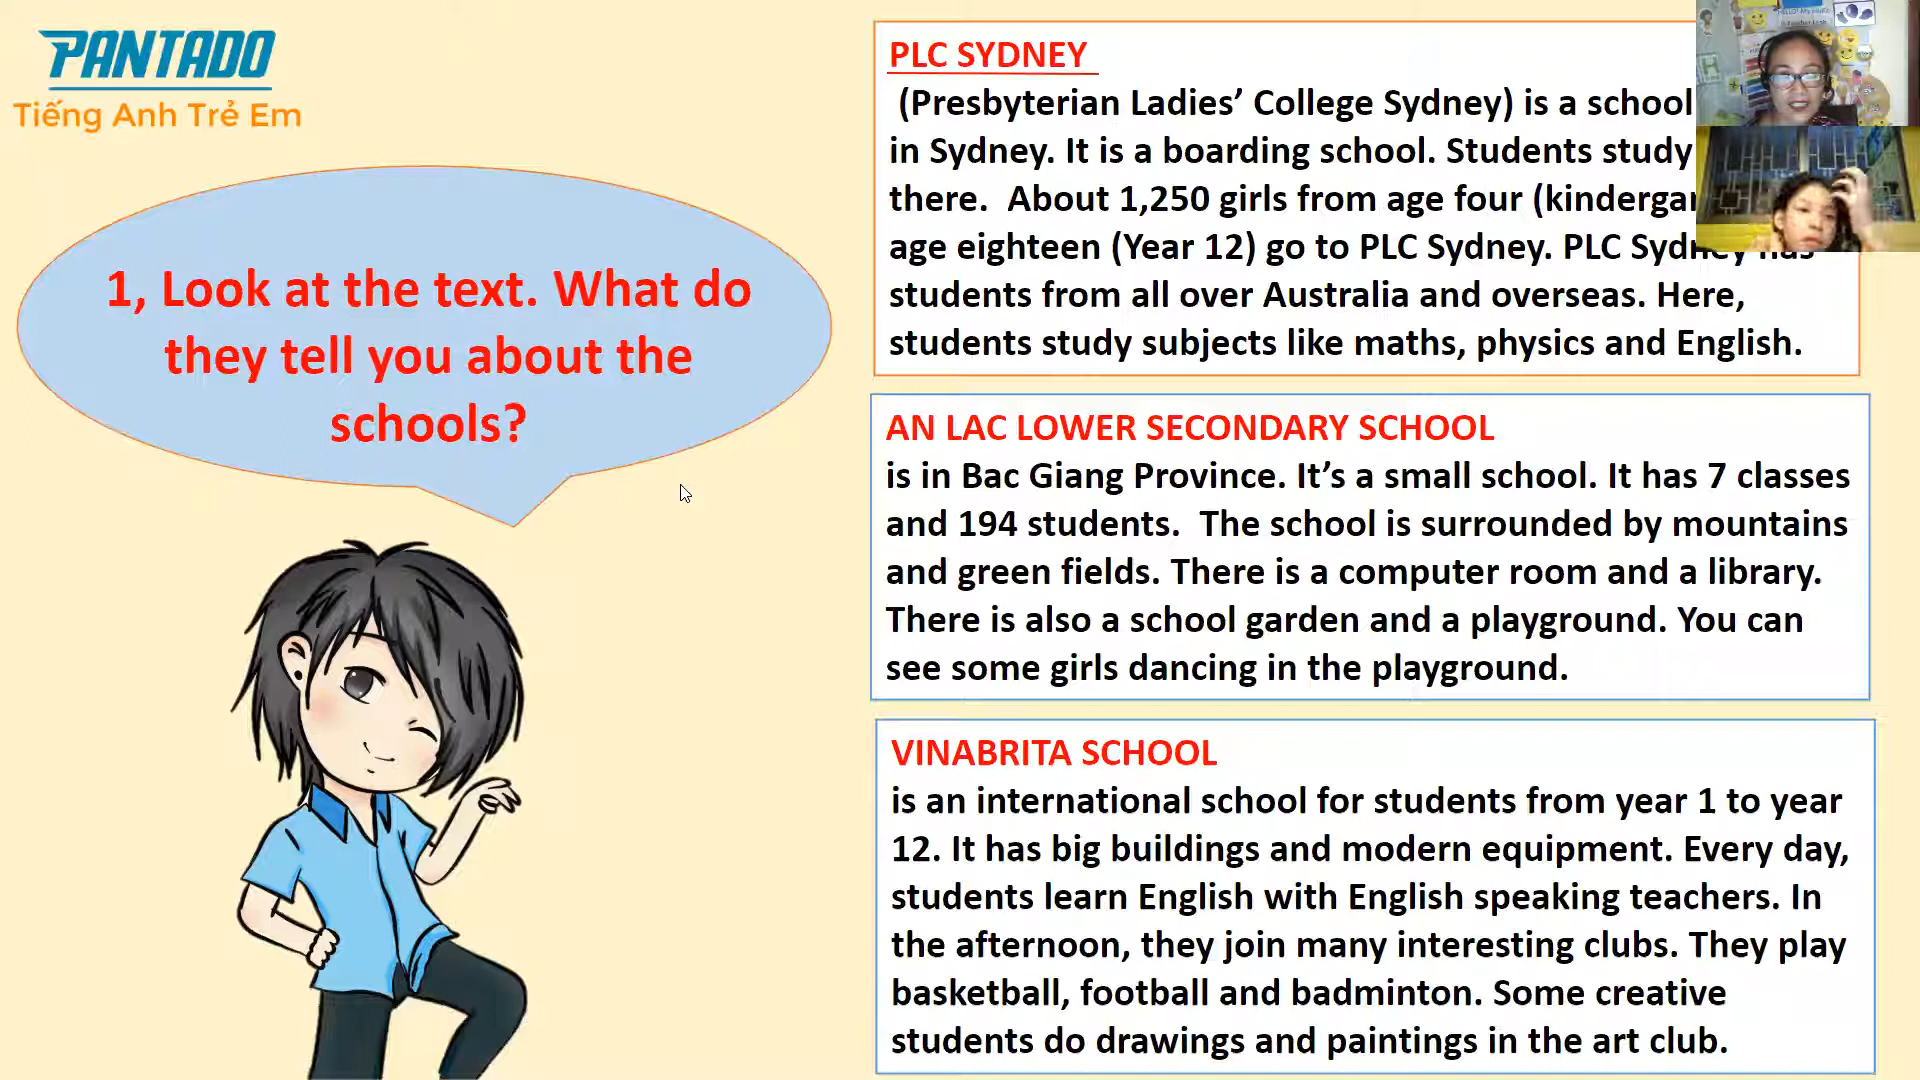 PANTADO
Tiếng Anh Trẻ Em
1, Look at the text. What do
they tell you about the
schools?
PLC SYDNEY
(Presbyterian Ladies’ College Sydney) is a school
in Sydney. It is a boarding school. Students study
there. About 1,250 girls from age four
age eighteen (Year 12) go to PLC Sydney. PLC Sydney has
students from all over Australia and overseas. Here,
students study subjects like maths, physics and English.
AN LAC LOWER SECONDARY SCHOOL
is in Bac Giang Province. It’s a small school. It has 7 classes
and 194 students. The school is surrounded by mountains
and green fields. There is a computer room and a library.
There is also a school garden and a playground. You can
see some girls dancing in the playground.
VINABRITA SCHOOL
is an international school for students from year 1 to year
12. It has big buildings and modern equipment. Every day,
students learn English with English speaking teachers. In
the afternoon, they join many interesting clubs. They play
basketball, football and badminton. Some creative
students do drawings and paintings in the art club.